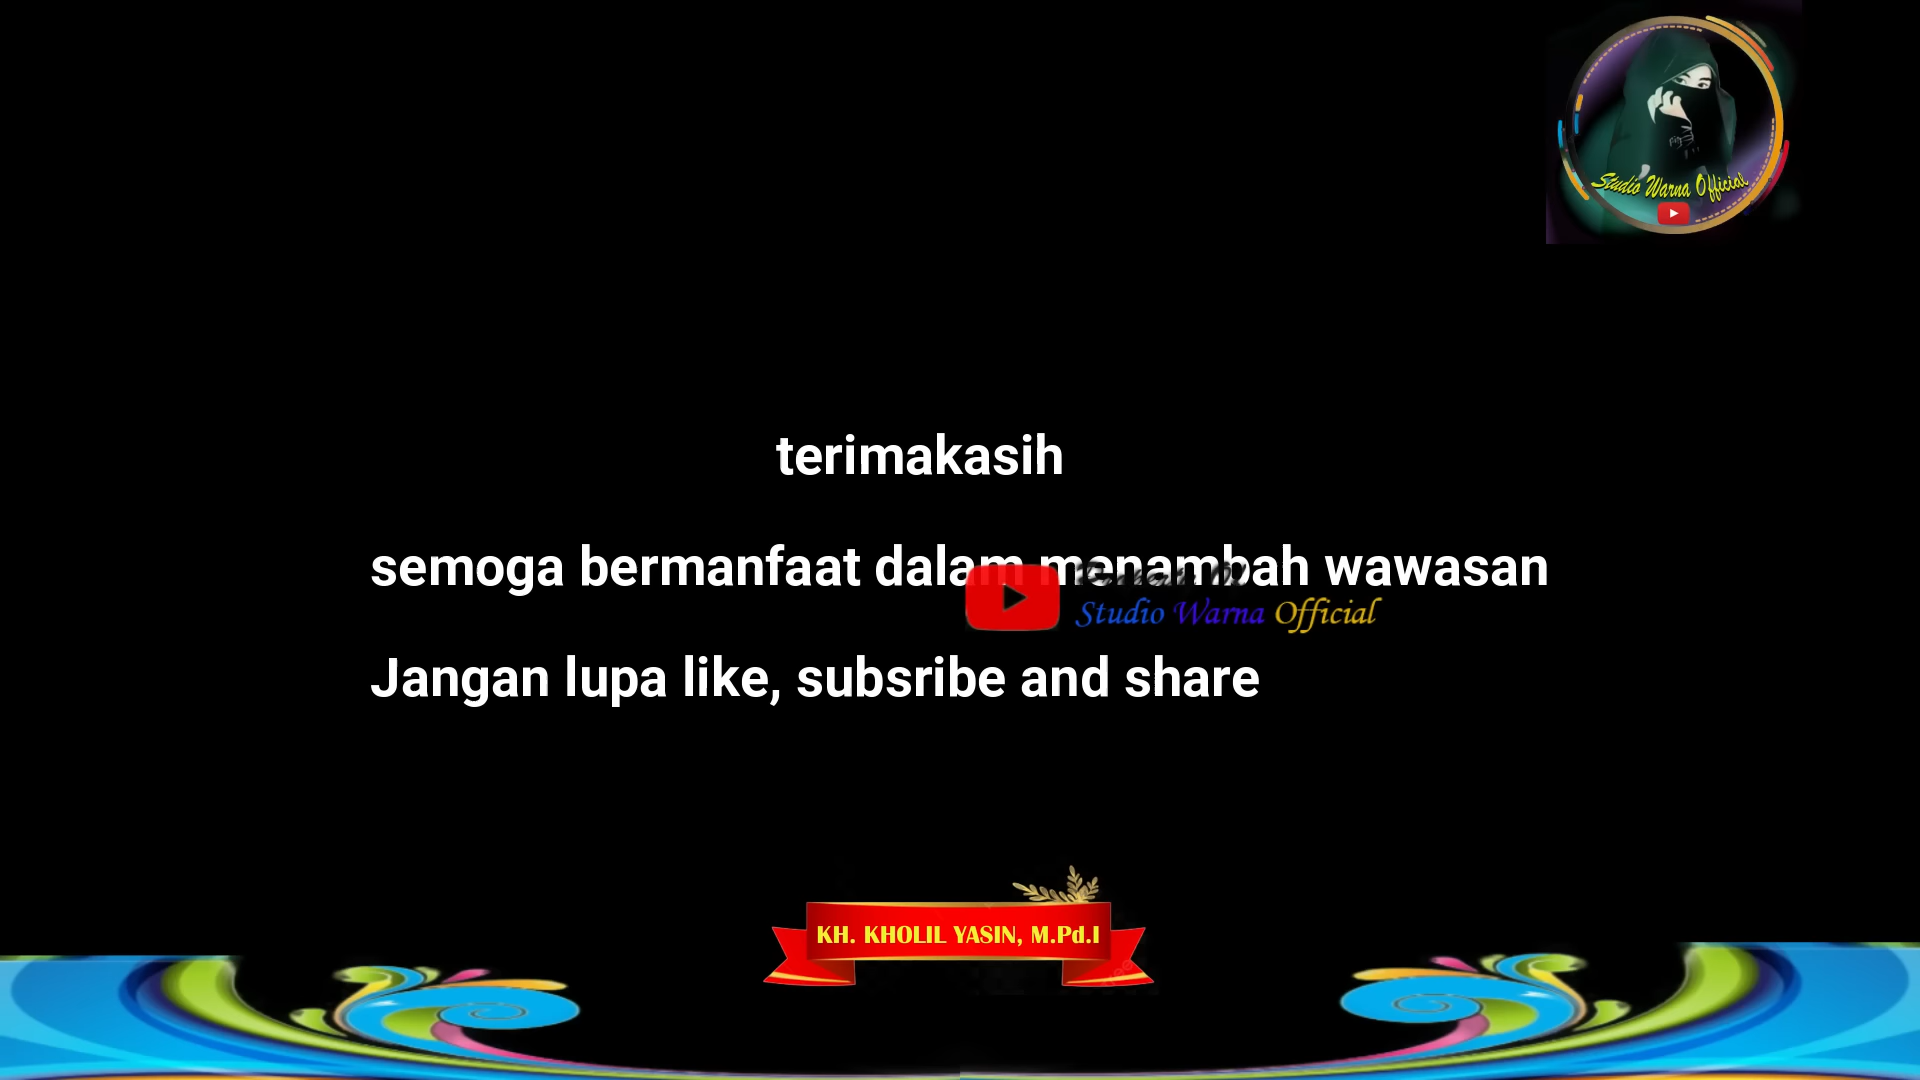 Studio Warna Official
terimakasih
semoga bermanfaat dalam menambah wawasan
Studio Warna Official
Jangan lupa like, subsribe and share
KH. KHOLIL YASIN, M.Pd.I